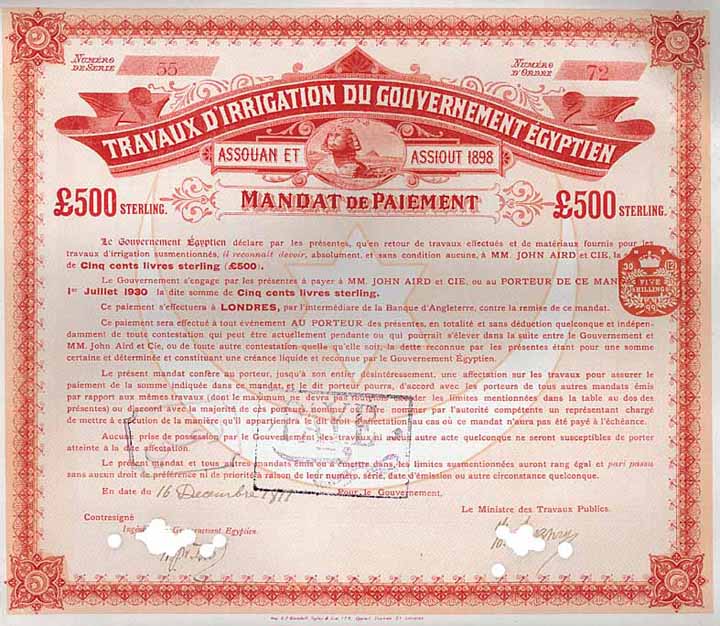 NUMÉRO
DE SERIE 55
NUMÉRO
D'ORDRE 72
TRAVAUX D'IRRIGATION DU GOUVERNEMENT EGYPTIEN
ASSOUAN ET ASSIOUT 1898
MANDAT DE PAIEMENT
£500 STERLING. £500 STERLING.
Le Gouvernement Égyptien déclare par les présentes, qu'en retour de travaux effectués et de matériaux fournis pour les
travaux d'irrigation susmentionnés, il reconnait devoir, absolument et sans condition aucune, à MM. JOHN AIRD et CIE, la
de Cinq cents livres sterling (£500).
Le Gouvernement s'engage par les présentes à payer à MM. JOHN AIRD et CIE, ou au PORTEUR DE CE
1er Juillet 1930 la dite somme de Cinq cents livres sterling.
FIVE
SHILLINGS
Ce paiement s'effectuera à LONDRES, par l'intermédiaire de la Banque d'Angleterre, contre la remise de ce mandat.
Ce paiement sera effectué à tout évènement AU PORTEUR des présentes, en totalité et sans déduction quelconque et indépen-
damment de toute contestation qui peut être actuellement pendante ou qui pourrait s'élever dans la suite entre le Gouvernement et
MM. John Aird et Cie, ou de toute autre contestation quelle qu'elle soit; la dette reconnue par les présentes étant pour une somme
certaine et déterminée et constituant une créance liquide et reconnue par le Gouvernement Égyptien.
Le présent mandat confère au porteur, jusqu'à son entier désintéressement, une affectation sur les travaux pour assurer le
paiement de la somme indiquée dans ce mandat, et le dit porteur pourra, d'accord avec les porteurs de tous autres mandats émis
par rapport aux mêmes travaux (dont le maximum ne devra pas les limites mentionnées dans la table au dos des
présentes) ou d'accord avec la majorité de ces porteurs, nommer ou faire nommer par l'autorité compétente un représentant chargé
de mettre à exécution de la manière qu'il appartiendra le droit d'affectation au cas où ce mandat n'aura pas été payé à l'échéance.
Aucune prise de possession par le Gouvernement des travaux ni aucun autre acte quelconque ne seront susceptibles de porter
atteinte à la dite affectation.
Le présent mandat et tous autres mandats émis ou à émettre dans les limites susmentionnées auront rang égal et pari passu
sans aucun droit de préférence ni de priorité à raison de leur numéro, série, date d'émission ou autre circonstance quelconque.
En date du 16 Decembre Pour le Gouvernement,
Le Ministre des Travaux Publics.
Contresigné
Gouvernement Egyptien.